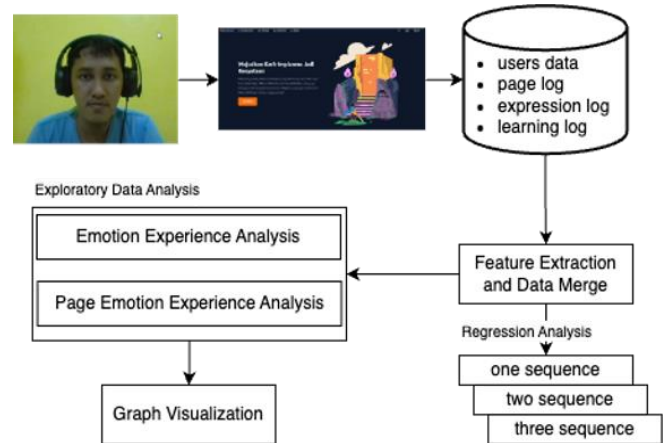 users data
page log
expression log
learning log
Exploratory Data Analysis
Emotion Experience Analysis
Page Emotion Experience Analysis
Feature Extraction
and Data Merge
Regression Analysis
one sequence
two sequence
three sequence
Graph Visualization